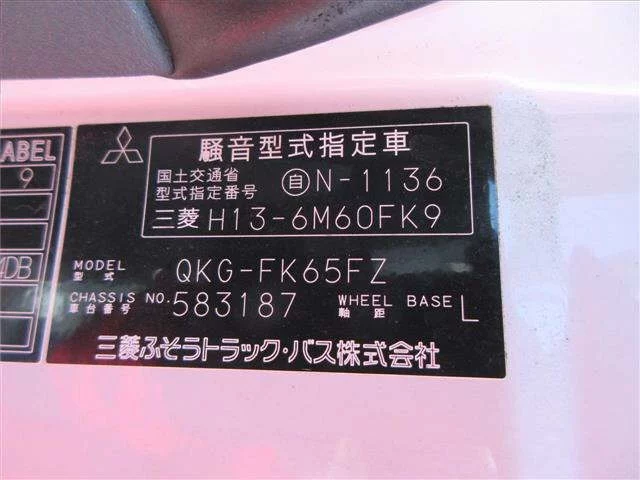 ABEL
9
MDB
騒音型式指定車
国土交通省
型式指定番号
自 N-1136
三菱 H13-6M60FK9
MODEL
型式
QKG-FK65FZ
CHASSIS NO.
車台番号
583187
WHEEL BASE
軸距
L
三菱ふそうトラック・バス株式会社